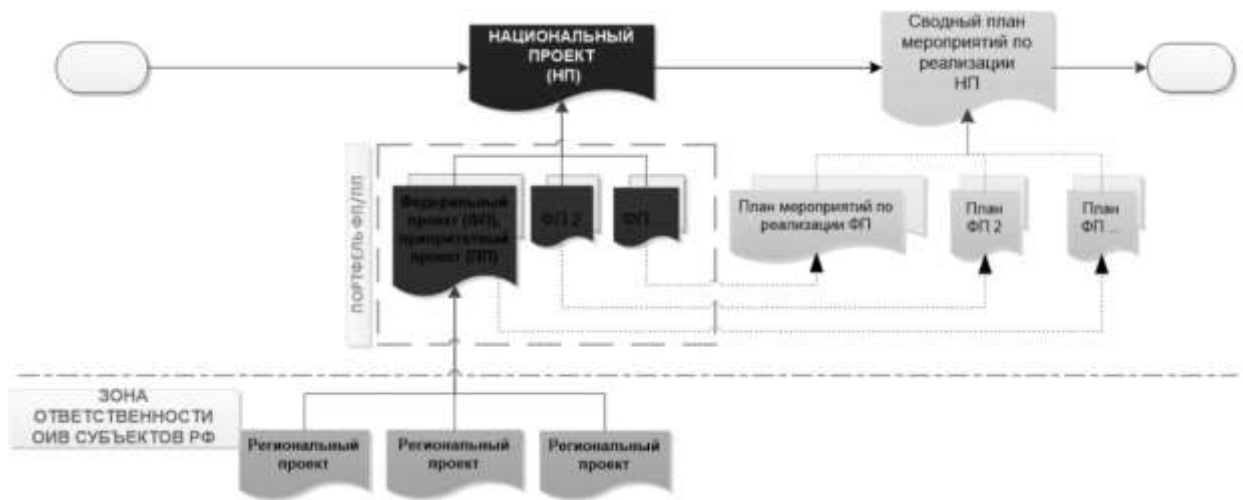 НАЦИОНАЛЬНЫЙ
ПРОЕКТ
(НП)
Сводный план
мероприятий по
реализации
НП
ПОРТФЕЛЬ ФП/ПП
Федеральный
проект (ФП),
приоритетный
проект (ПП)
ФП 2
ФП ...
План мероприятий по
реализации ФП
План
ФП 2
План
ФП ...
ЗОНА
ОТВЕТСТВЕННОСТИ
ОИВ СУБЪЕКТОВ РФ
Региональный
проект
Региональный
проект
Региональный
проект